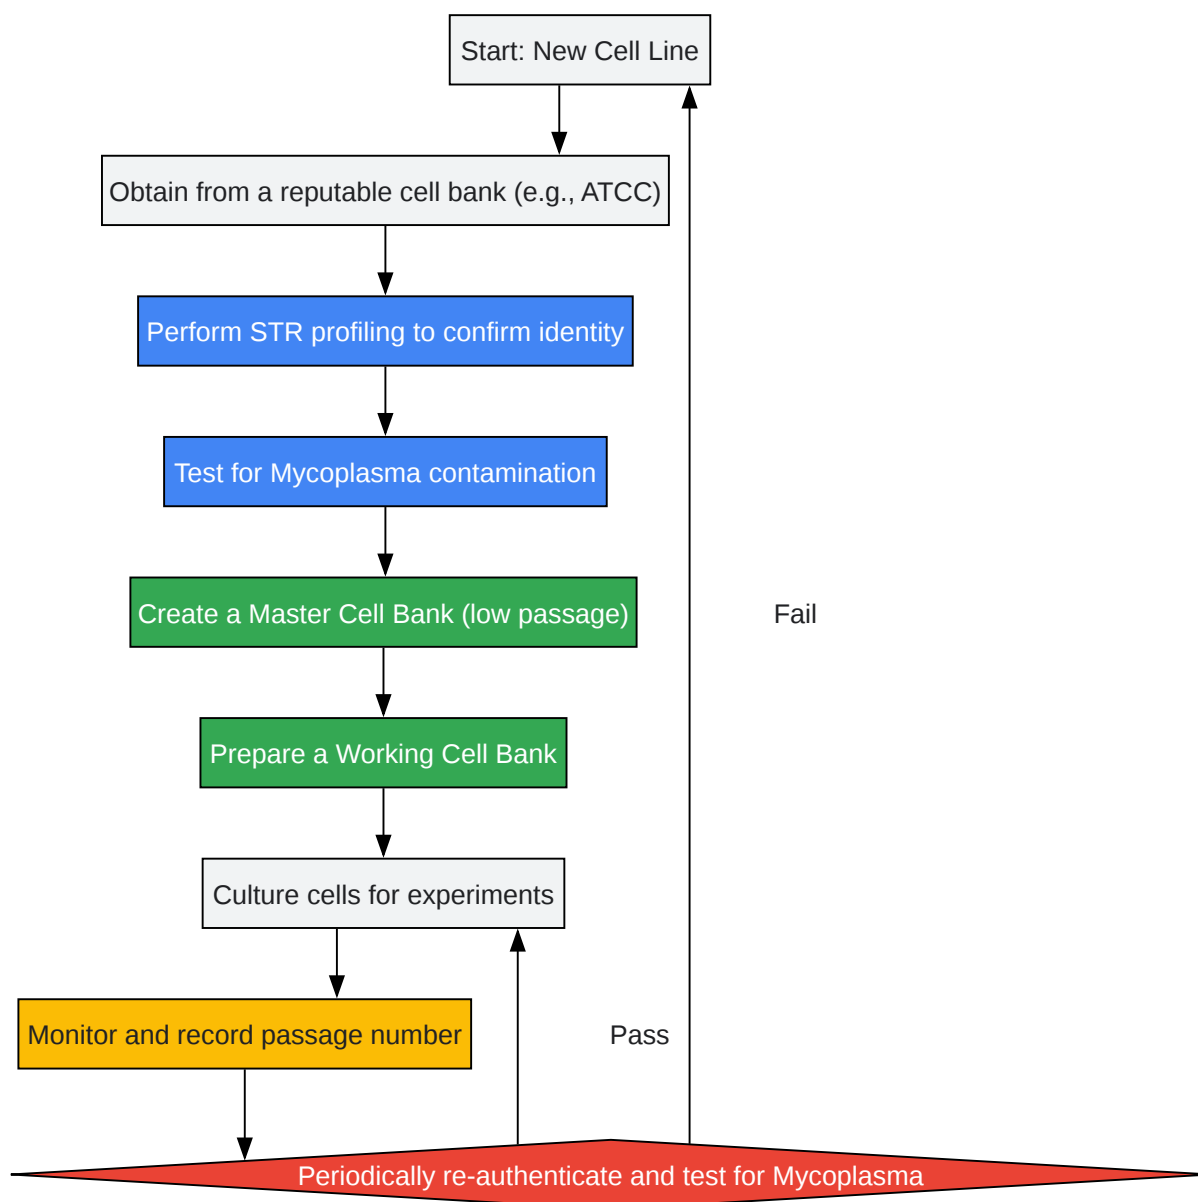 Start: New Cell Line
Obtain from a reputable cell bank (e.g., ATCC)
Perform STR profiling to confirm identity
Test for Mycoplasma contamination
Create a Master Cell Bank (low passage)
Fail
Prepare a Working Cell Bank
Culture cells for experiments
Monitor and record passage number
Pass
Periodically re-authenticate and test for Mycoplasma